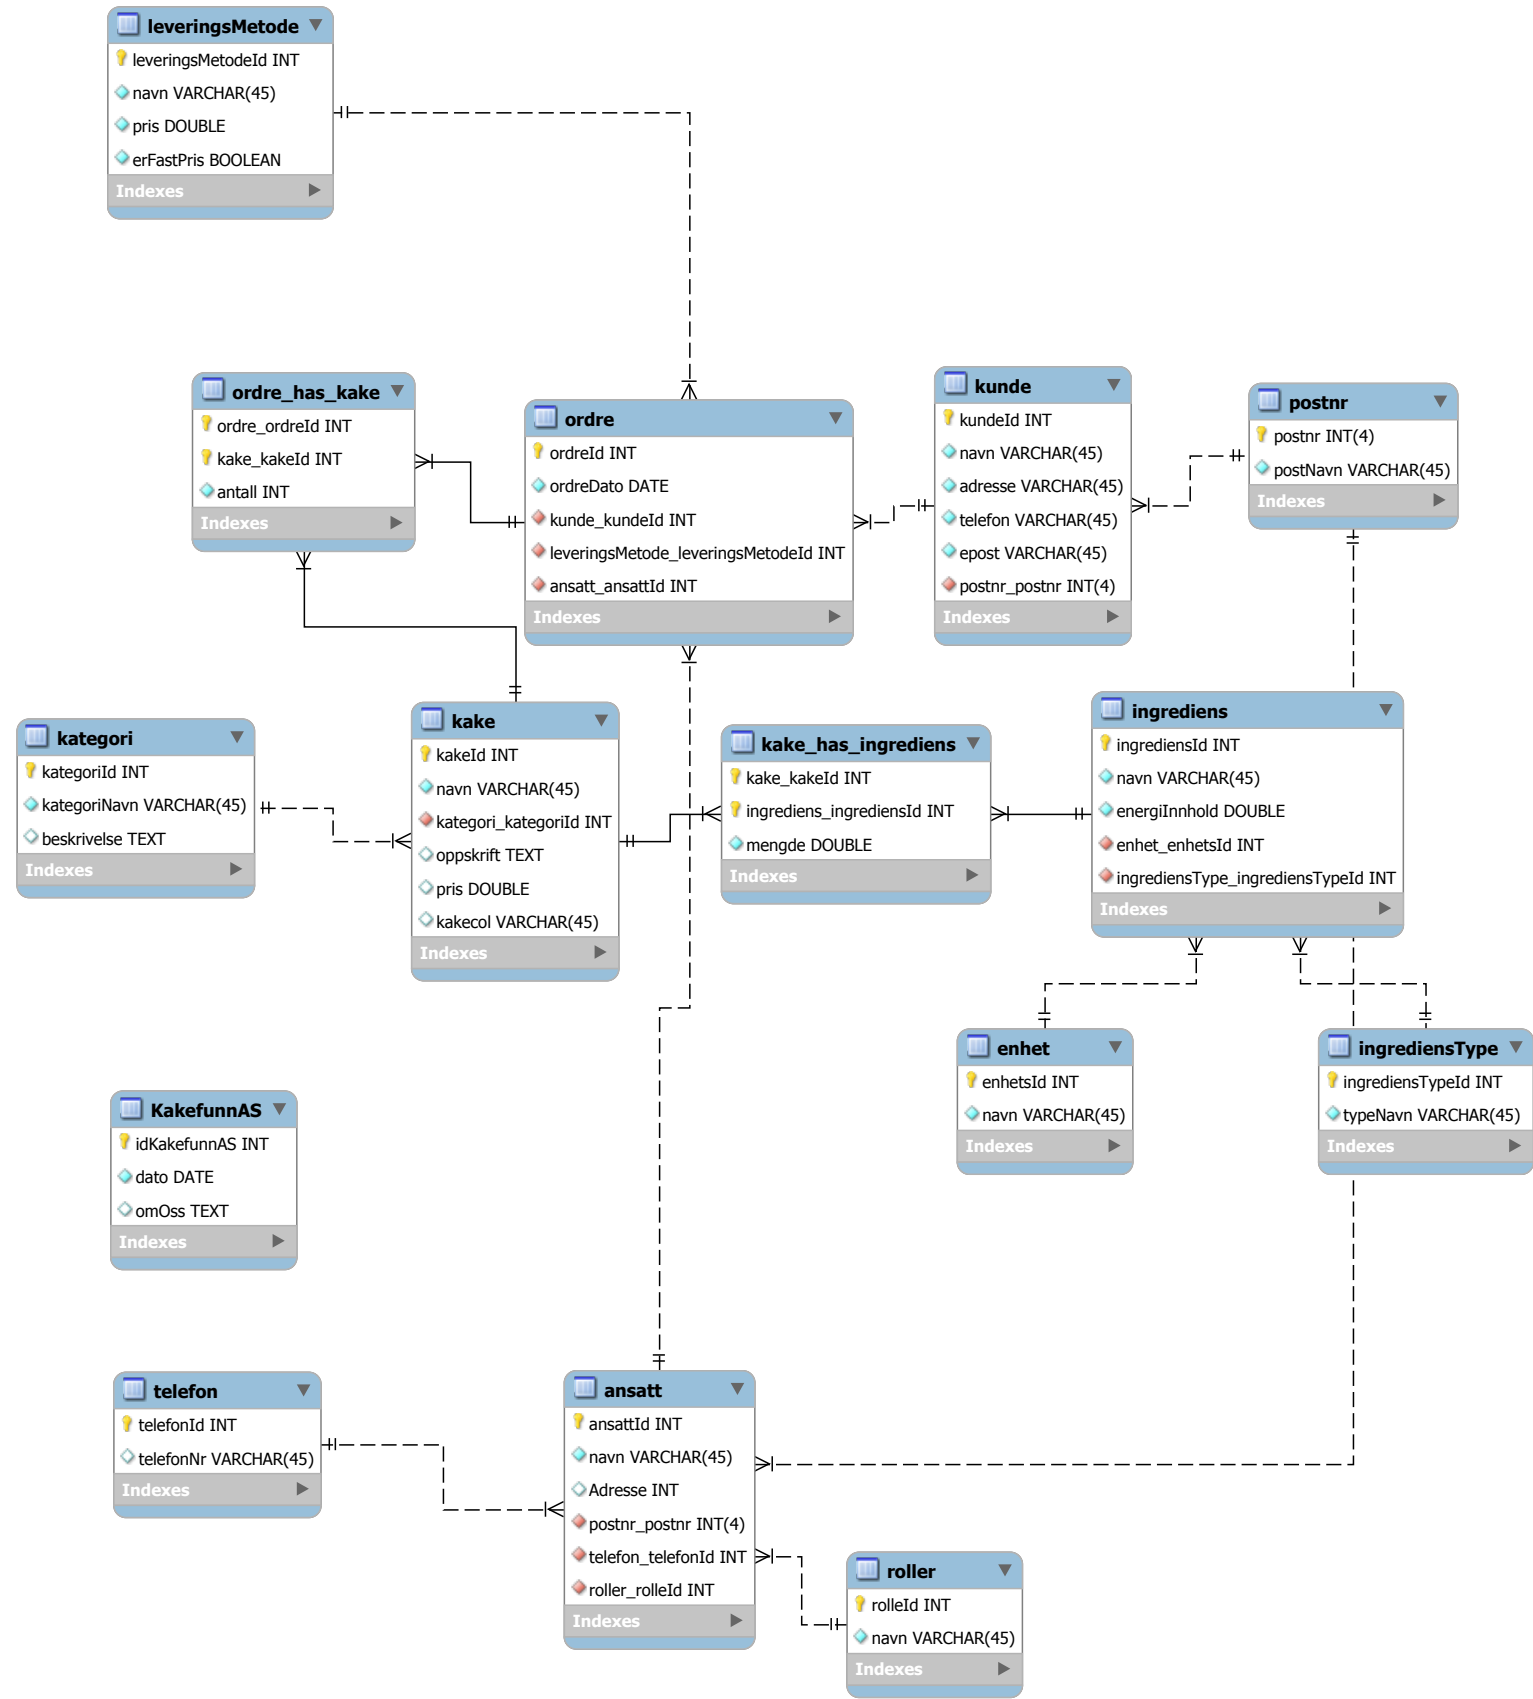 leveringsMetode
leveringsMetodeId INT
navn VARCHAR(45)
pris DOUBLE
erFastPris BOOLEAN
Indexes
ordre_has_kake
ordre_ordreId INT
kake_kakeId INT
antall INT
Indexes
ordre
ordreId INT
ordreDato DATE
kunde_kundeId INT
leveringsMetode_leveringsMetodeId INT
ansatt_ansattId INT
Indexes
kunde
kundeId INT
navn VARCHAR(45)
adresse VARCHAR(45)
telefon VARCHAR(45)
epost VARCHAR(45)
postnr_postnr INT(4)
Indexes
postnr
postnr INT(4)
postNavn VARCHAR(45)
Indexes
kategori
kategoriId INT
kategoriNavn VARCHAR(45)
beskrivelse TEXT
Indexes
kake
kakeId INT
navn VARCHAR(45)
kategori_kategoriId INT
oppskrift TEXT
pris DOUBLE
kakecol VARCHAR(45)
Indexes
kake_has_ingrediens
kake_kakeId INT
ingrediens_ingrediensId INT
mengde DOUBLE
Indexes
ingrediens
ingrediensId INT
navn VARCHAR(45)
energiInnhold DOUBLE
enhet_enhetsId INT
ingrediensType_ingrediensTypeId INT
Indexes
enhet
enhetsId INT
navn VARCHAR(45)
Indexes
ingrediensType
ingrediensTypeId INT
typeNavn VARCHAR(45)
Indexes
KakefunnAS
idKakefunnAS INT
dato DATE
omOss TEXT
Indexes
telefon
telefonId INT
telefonNr VARCHAR(45)
Indexes
ansatt
ansattId INT
navn VARCHAR(45)
Adresse INT
postnr_postnr INT(4)
telefon_telefonId INT
roller_rolleId INT
Indexes
roller
rolleId INT
navn VARCHAR(45)
Indexes